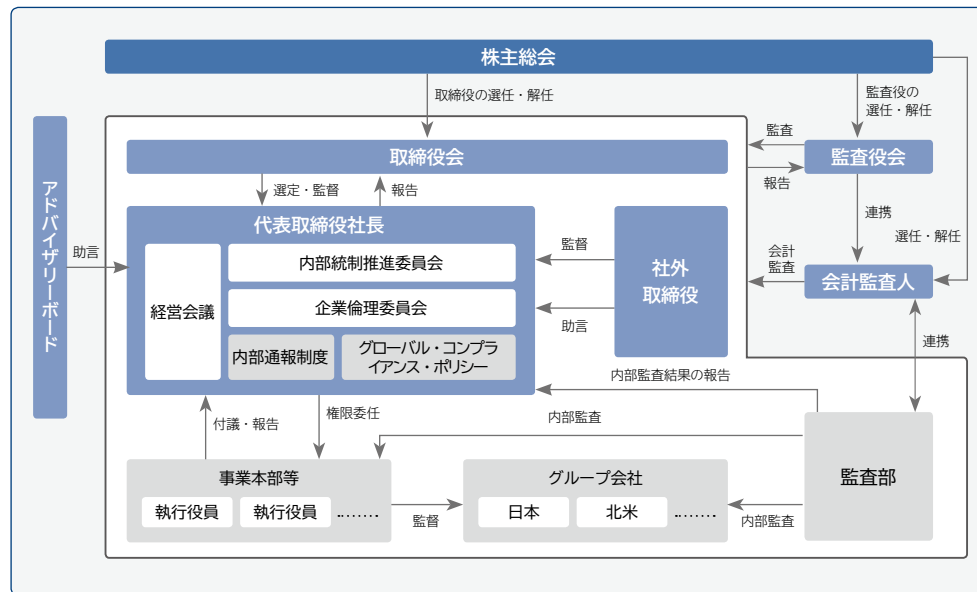 株主総会
取締役の選任・解任
監査役の
選任・解任
監査
取締役会
監査役会
報告
選定・監督
報告
連携
選任・解任
アドバイザリーボード
助言
代表取締役社長
経営会議
内部統制推進委員会
企業倫理委員会
内部通報制度
グローバル・コンプラ
イアンス・ポリシー
監督
助言
社外
取締役
会計
監査
会計監査人
連携
内部監査結果の報告
付議・報告
権限委任
内部監査
事業本部等
執行役員
執行役員
........
監督
グループ会社
日本
北米
........
内部監査
監査部